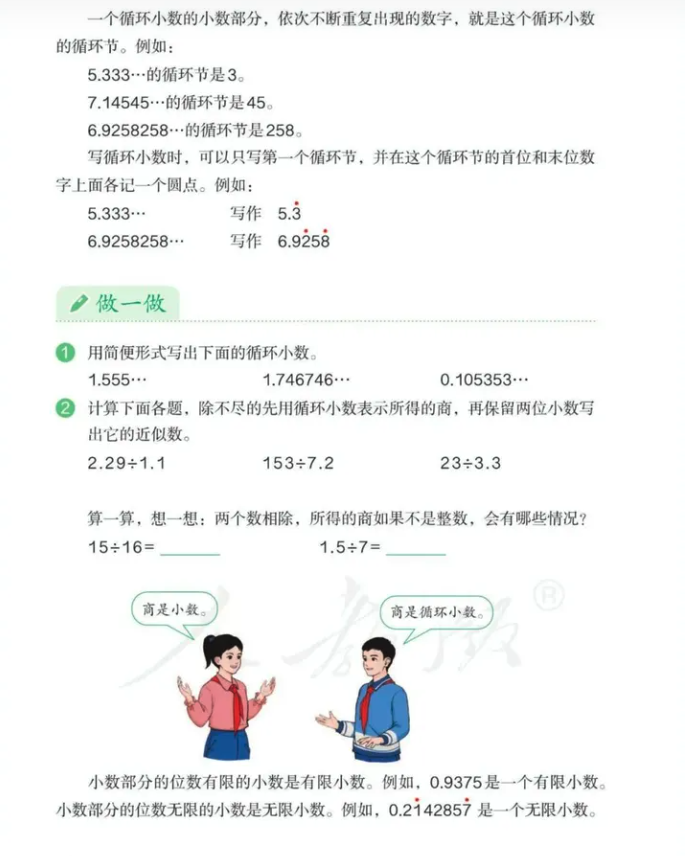 一个循环小数的小数部分，依次不断重复出现的数字，就是这个循环小数
的循环节。例如：
5.333…的循环节是3。
7.14545…的循环节是45。
6.9258258…的循环节是258。
写循环小数时，可以只写第一个循环节，并在这个循环节的首位和末位数
字上面各记一个圆点。例如：
5.333… 写作 5.3̇
6.9258258… 写作 6.92̇58̇
做一做
1 用简便形式写出下面的循环小数。
1.555… 1.746746… 0.105353…
2 计算下面各题，除不尽的先用循环小数表示所得的商，再保留两位小数写
出它的近似数。
2.29÷1.1 153÷7.2 23÷3.3
算一算，想一想：两个数相除，所得的商如果不是整数，会有哪些情况？
15÷16=______ 1.5÷7=______
商是小数。 商是循环小数。
小数部分的位数有限的小数是有限小数。例如，0.9375是一个有限小数。
小数部分的位数无限的小数是无限小数。例如，0.21̇42857̇ 是一个无限小数。